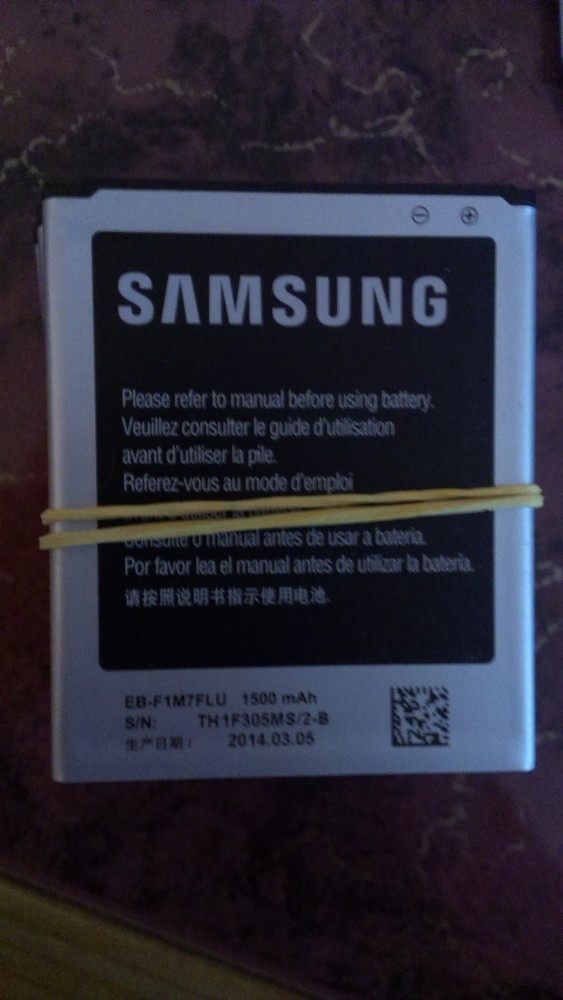 SAMSUNG
Please refer to manual before using battery.
Veuillez consulter le guide d'utilisation
avant d'utiliser la pile.
Referez-vous au mode d'emploi
Consulte o manual antes de usar a bateria.
Por favor lea el manual antes de utilizar la bateria.
请按照说明书指示使用电池.
EB-F1M7FLU 1500 mAh
S/N: TH1F305MS/2-B
生产日期: 2014.03.05